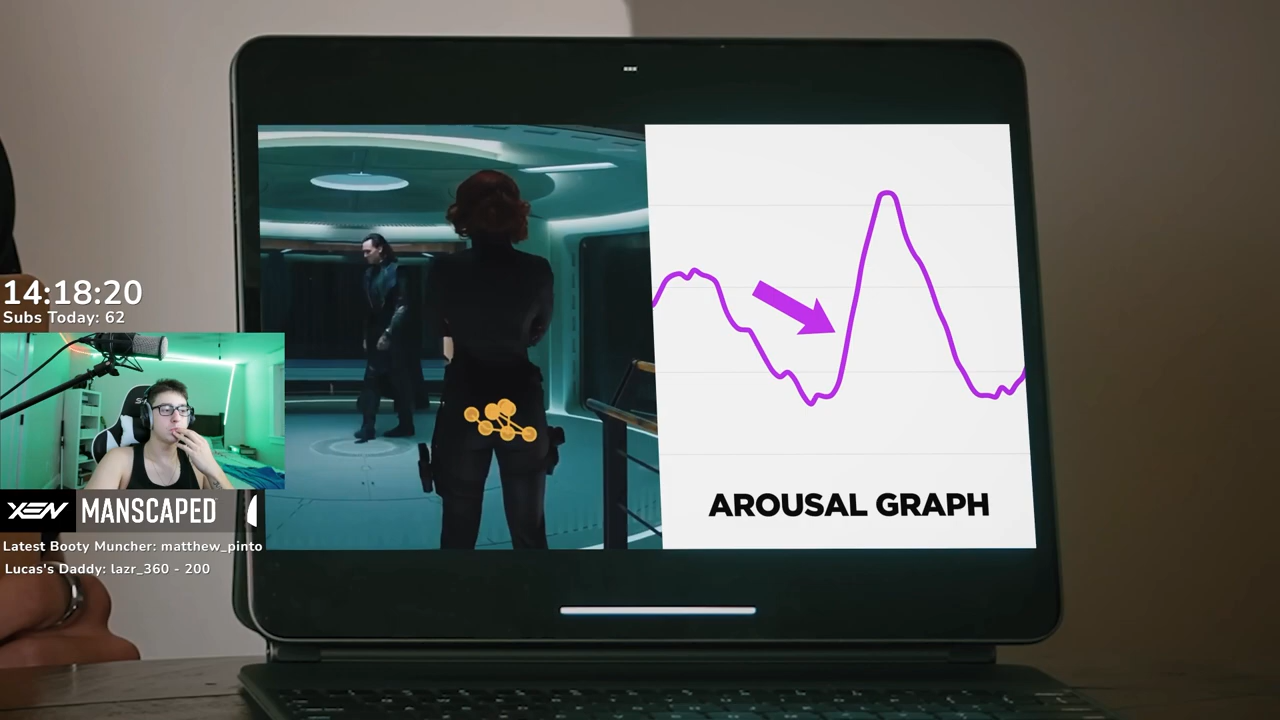 14:18:20
Subs Today: 62
XEN MANSCAPED
Latest Booty Muncher: matthew_pinto
Lucas's Daddy: lazr_360 - 200
AROUSAL GRAPH